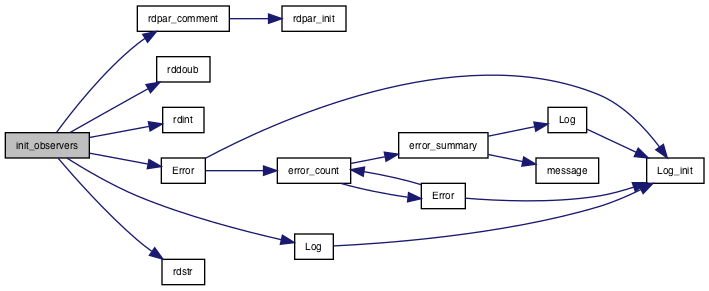 rdpar_comment
rdpar_init
rddoub
rdint
init_observers
Error
error_count
error_summary
Log
message
Log_init
Error
Log
rdstr